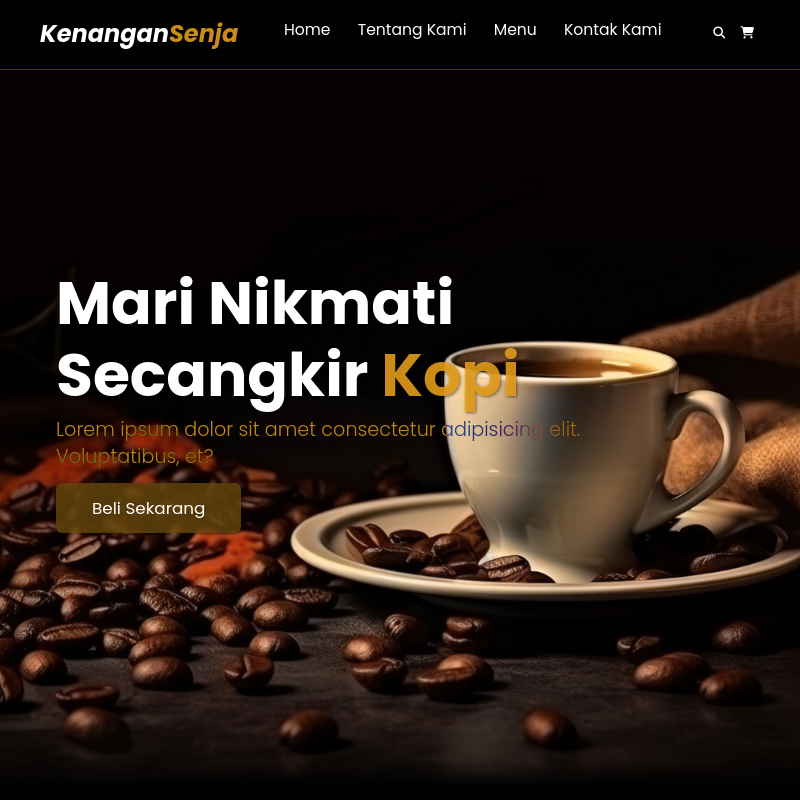 KenanganSenja Home Tentang Kami Menu Kontak Kami
Mari Nikmati
Secangkir Kopi
Lorem ipsum dolor sit amet consectetur adipisicing elit.
Voluptatibus, et?
Beli Sekarang